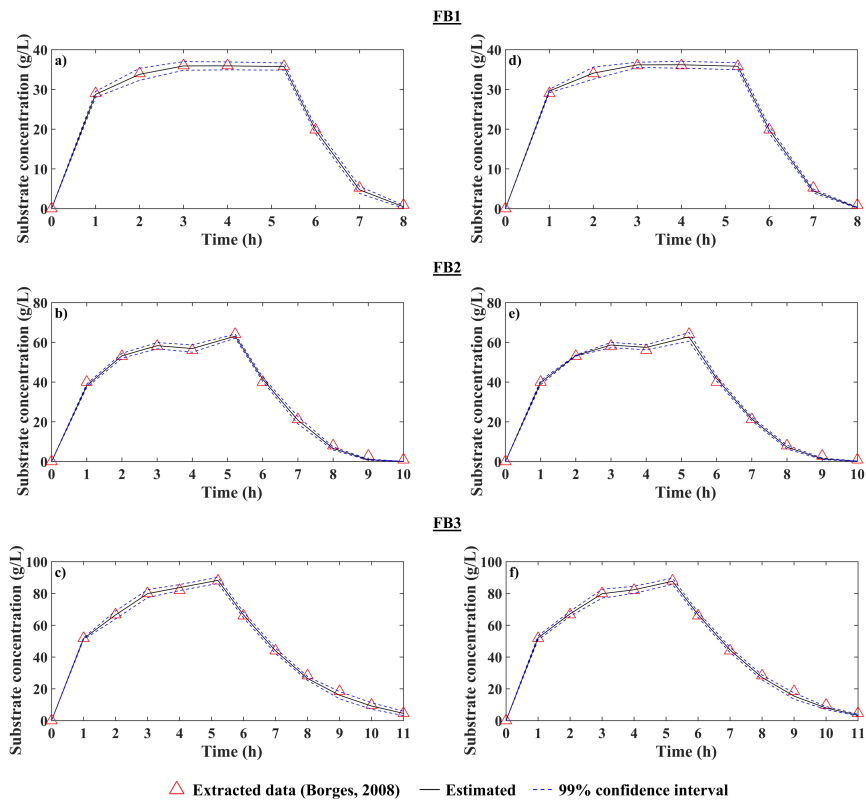 FB1
a)
Substrate concentration (g/L)
40
30
20
10
0
0 1 2 3 4 5 6 7 8
Time (h)
d)
Substrate concentration (g/L)
40
30
20
10
0
0 1 2 3 4 5 6 7 8
Time (h)
FB2
b)
Substrate concentration (g/L)
80
60
40
20
0
0 1 2 3 4 5 6 7 8 9 10
Time (h)
e)
Substrate concentration (g/L)
80
60
40
20
0
0 1 2 3 4 5 6 7 8 9 10
Time (h)
FB3
c)
Substrate concentration (g/L)
100
80
60
40
20
0
0 1 2 3 4 5 6 7 8 9 10 11
Time (h)
f)
Substrate concentration (g/L)
100
80
60
40
20
0
0 1 2 3 4 5 6 7 8 9 10 11
Time (h)
Extracted data (Borges, 2008) Estimated 99% confidence interval